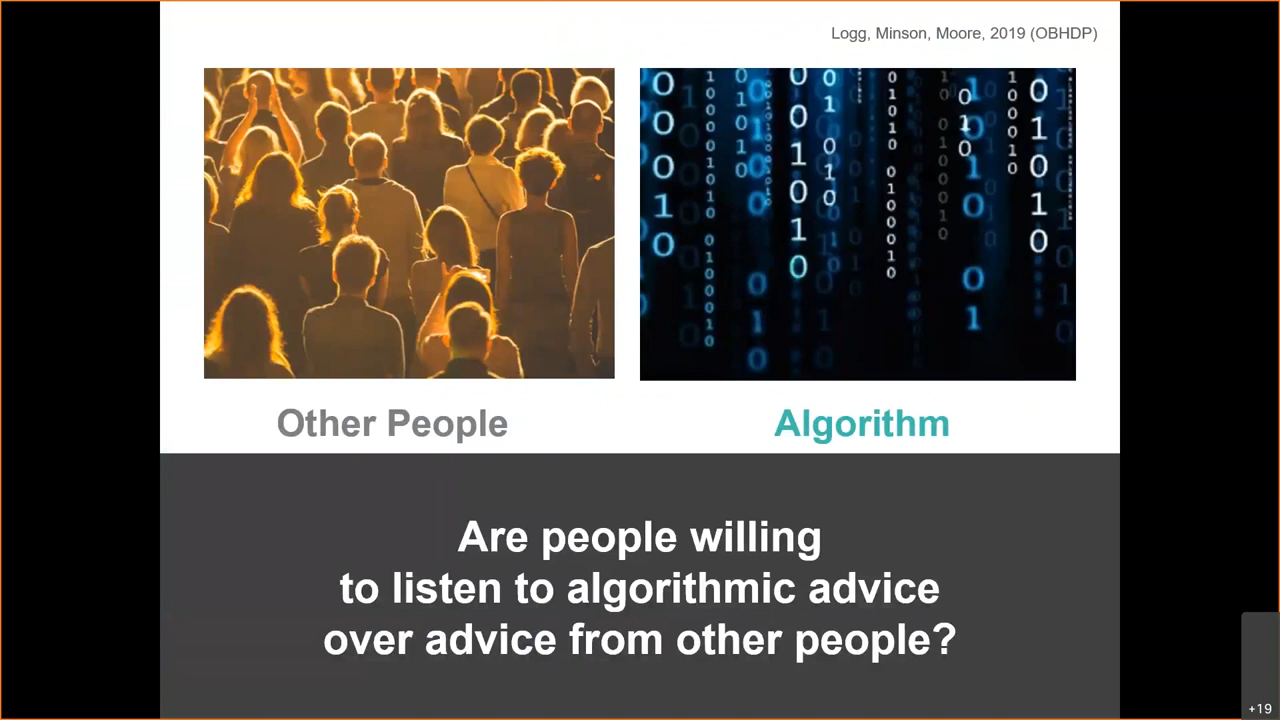 Logg, Minson, Moore, 2019 (OBHDP)
Other People
Algorithm
Are people willing
to listen to algorithmic advice
over advice from other people?
+19